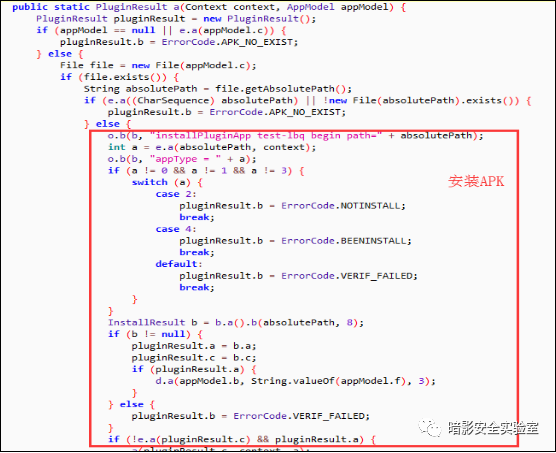 public static PluginResult a(Context context, AppModel appModel) {
PluginResult pluginResult = new PluginResult();
if (appModel == null || e.a(appModel.c)) {
pluginResult.b = ErrorCode.APK_NO_EXIST;
} else {
File file = new File(appModel.c);
if (file.exists()) {
String absolutePath = file.getAbsolutePath();
if (e.a((CharSequence) absolutePath) || !new File(absolutePath).exists()) {
pluginResult.b = ErrorCode.APK_NO_EXIST;
} else {
o.b(b, "installPluginApp test-lbq begin path=" + absolutePath);
int a = e.a(absolutePath, context);
o.b(b, "appType = " + a);
if (a != 0 && a != 1 && a != 3) {
switch (a) {
case 2:
pluginResult.b = ErrorCode.NOTINSTALL;
break;
case 4:
pluginResult.b = ErrorCode.BEENINSTALL;
break;
default:
pluginResult.b = ErrorCode.VERIF_FAILED;
break;
}
}
InstallResult b = b.a().b(absolutePath, 8);
if (b != null) {
pluginResult.a = b.a;
pluginResult.c = b.c;
if (pluginResult.a) {
d.a(appModel.b, String.valueOf(appModel.f), 3);
}
} else {
pluginResult.b = ErrorCode.VERIF_FAILED;
}
if (!e.a(pluginResult.c) && pluginResult.a) {
安装APK
暗影安全实验室